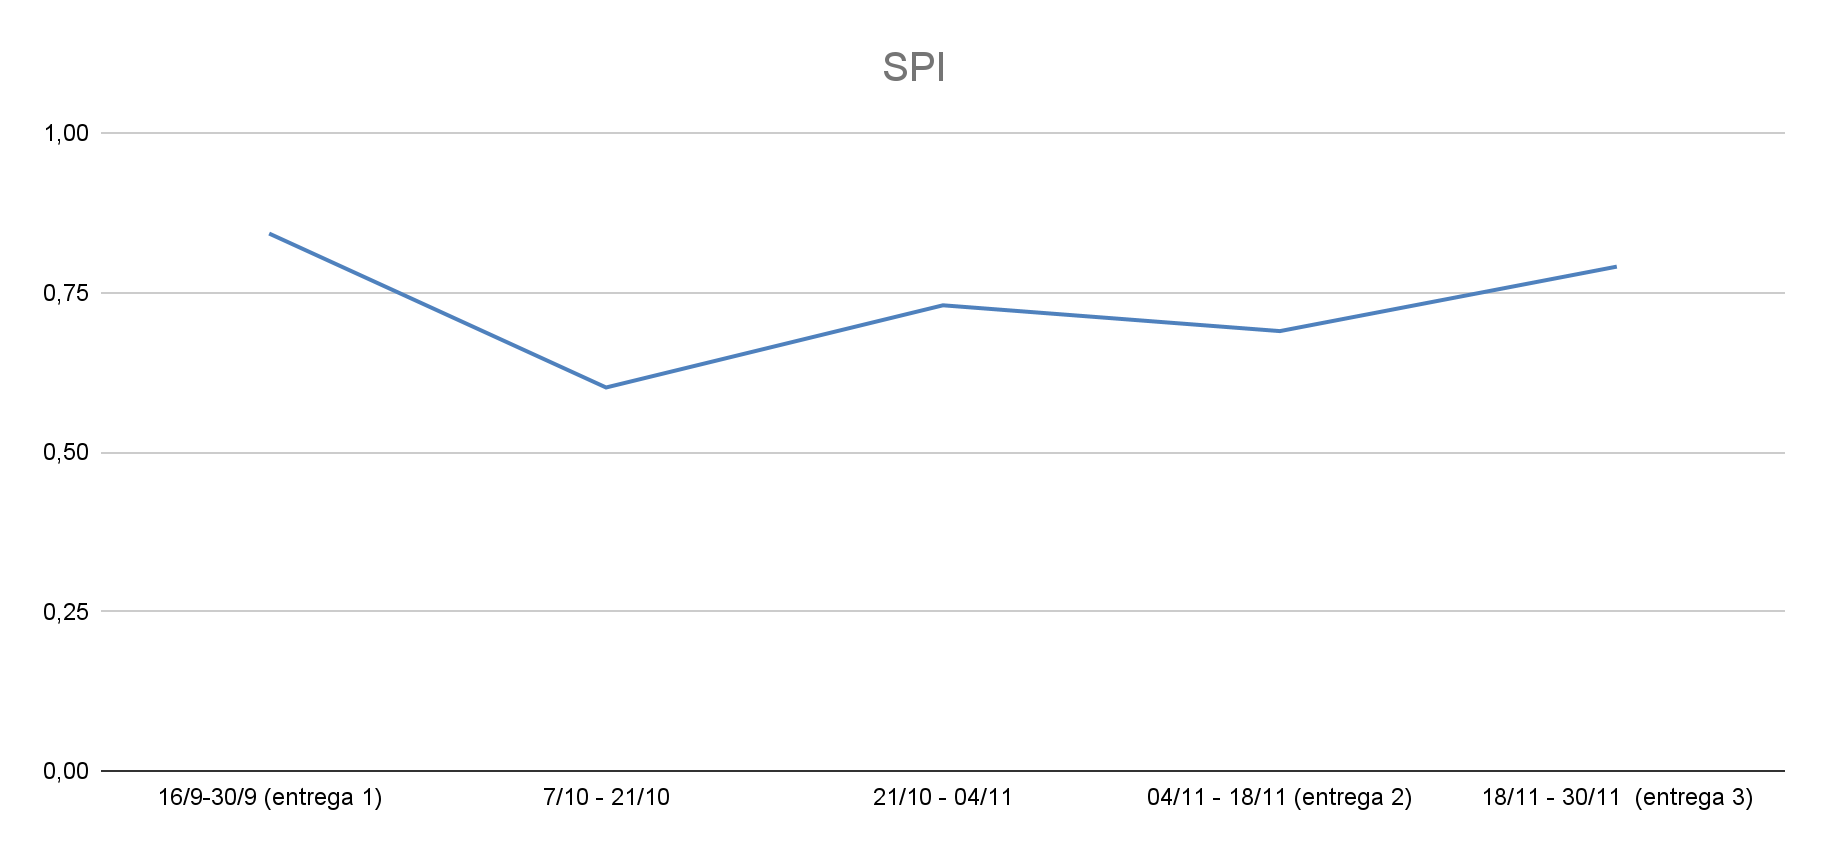 SPI
1,00
0,75
0,50
0,25
0,00
16/9-30/9 (entrega 1)
7/10 - 21/10
21/10 - 04/11
04/11 - 18/11 (entrega 2)
18/11 - 30/11  (entrega 3)